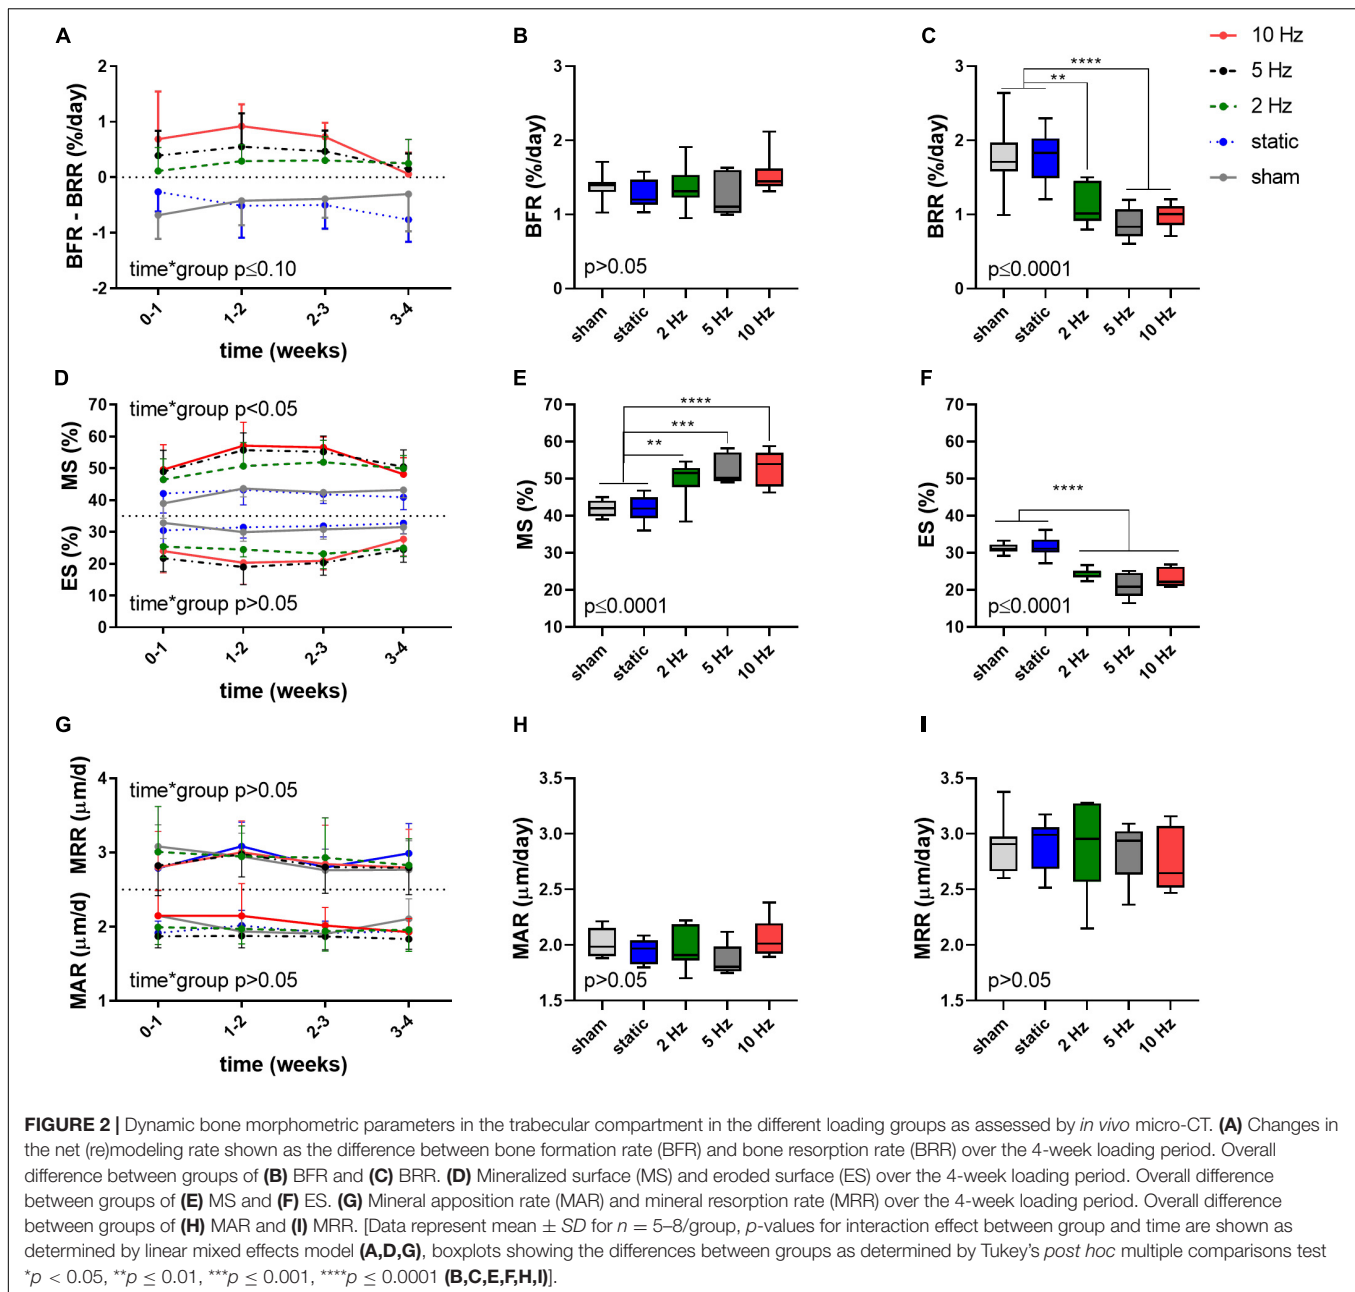 A
B
C
10 Hz
5 Hz
2 Hz
static
sham
BFR - BRR (%/day)
2
1
0
-1
-2
time*group p≤0.10
0-1
1-2
2-3
3-4
time (weeks)
BFR (%/day)
3
2
1
0
p>0.05
sham
static
2 Hz
5 Hz
10 Hz
BRR (%/day)
3
2
1
0
****
**
p≤0.0001
sham
static
2 Hz
5 Hz
10 Hz
D
E
F
ES (%) MS (%)
70
60
50
40
30
20
10
0
time*group p<0.05
time*group p>0.05
0-1
1-2
2-3
3-4
time (weeks)
MS (%)
70
60
50
40
30
20
10
****
***
**
p≤0.0001
sham
static
2 Hz
5 Hz
10 Hz
ES (%)
70
60
50
40
30
20
10
****
p≤0.0001
sham
static
2 Hz
5 Hz
10 Hz
G
H
I
MAR (μm/d) MRR (μm/d)
4
3
2
1
time*group p>0.05
time*group p>0.05
0-1
1-2
2-3
3-4
time (weeks)
MAR (μm/day)
3.5
3.0
2.5
2.0
1.5
p>0.05
sham
static
2 Hz
5 Hz
10 Hz
MRR (μm/day)
3.5
3.0
2.5
2.0
1.5
p>0.05
sham
static
2 Hz
5 Hz
10 Hz
FIGURE 2 | Dynamic bone morphometric parameters in the trabecular compartment in the different loading groups as assessed by in vivo micro-CT. (A) Changes in
the net (re)modeling rate shown as the difference between bone formation rate (BFR) and bone resorption rate (BRR) over the 4-week loading period. Overall
difference between groups of (B) BFR and (C) BRR. (D) Mineralized surface (MS) and eroded surface (ES) over the 4-week loading period. Overall difference
between groups of (E) MS and (F) ES. (G) Mineral apposition rate (MAR) and mineral resorption rate (MRR) over the 4-week loading period. Overall difference
between groups of (H) MAR and (I) MRR. [Data represent mean ± SD for n = 5–8/group, p-values for interaction effect between group and time are shown as
determined by linear mixed effects model (A,D,G), boxplots showing the differences between groups as determined by Tukey's post hoc multiple comparisons test
*p < 0.05, **p ≤ 0.01, ***p ≤ 0.001, ****p ≤ 0.0001 (B,C,E,F,H,I)].